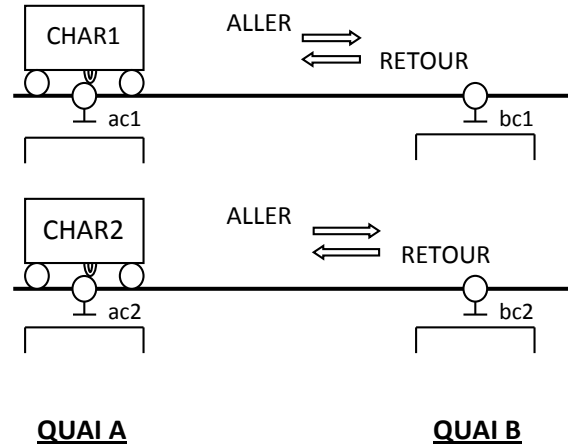 CHAR1
ALLER
RETOUR
ac1
bc1
CHAR2
ALLER
RETOUR
ac2
bc2
QUAI A
QUAI B